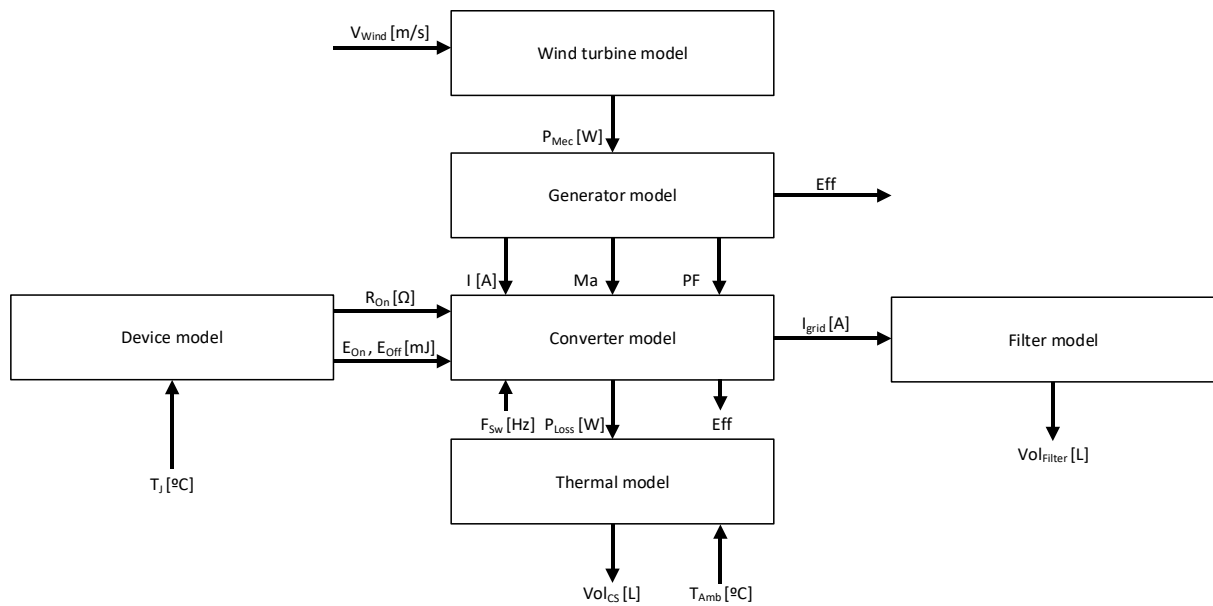 V_Wind [m/s]
Wind turbine model
P_Mec [W]
Generator model
Eff
I [A]
Ma
PF
R_On [Ω]
Device model
Converter model
I_grid [A]
Filter model
E_On , E_Off [mJ]
F_Sw [Hz]
P_Loss [W]
Eff
Vol_Filter [L]
T_J [ºC]
Thermal model
Vol_CS [L]
T_Amb [ºC]